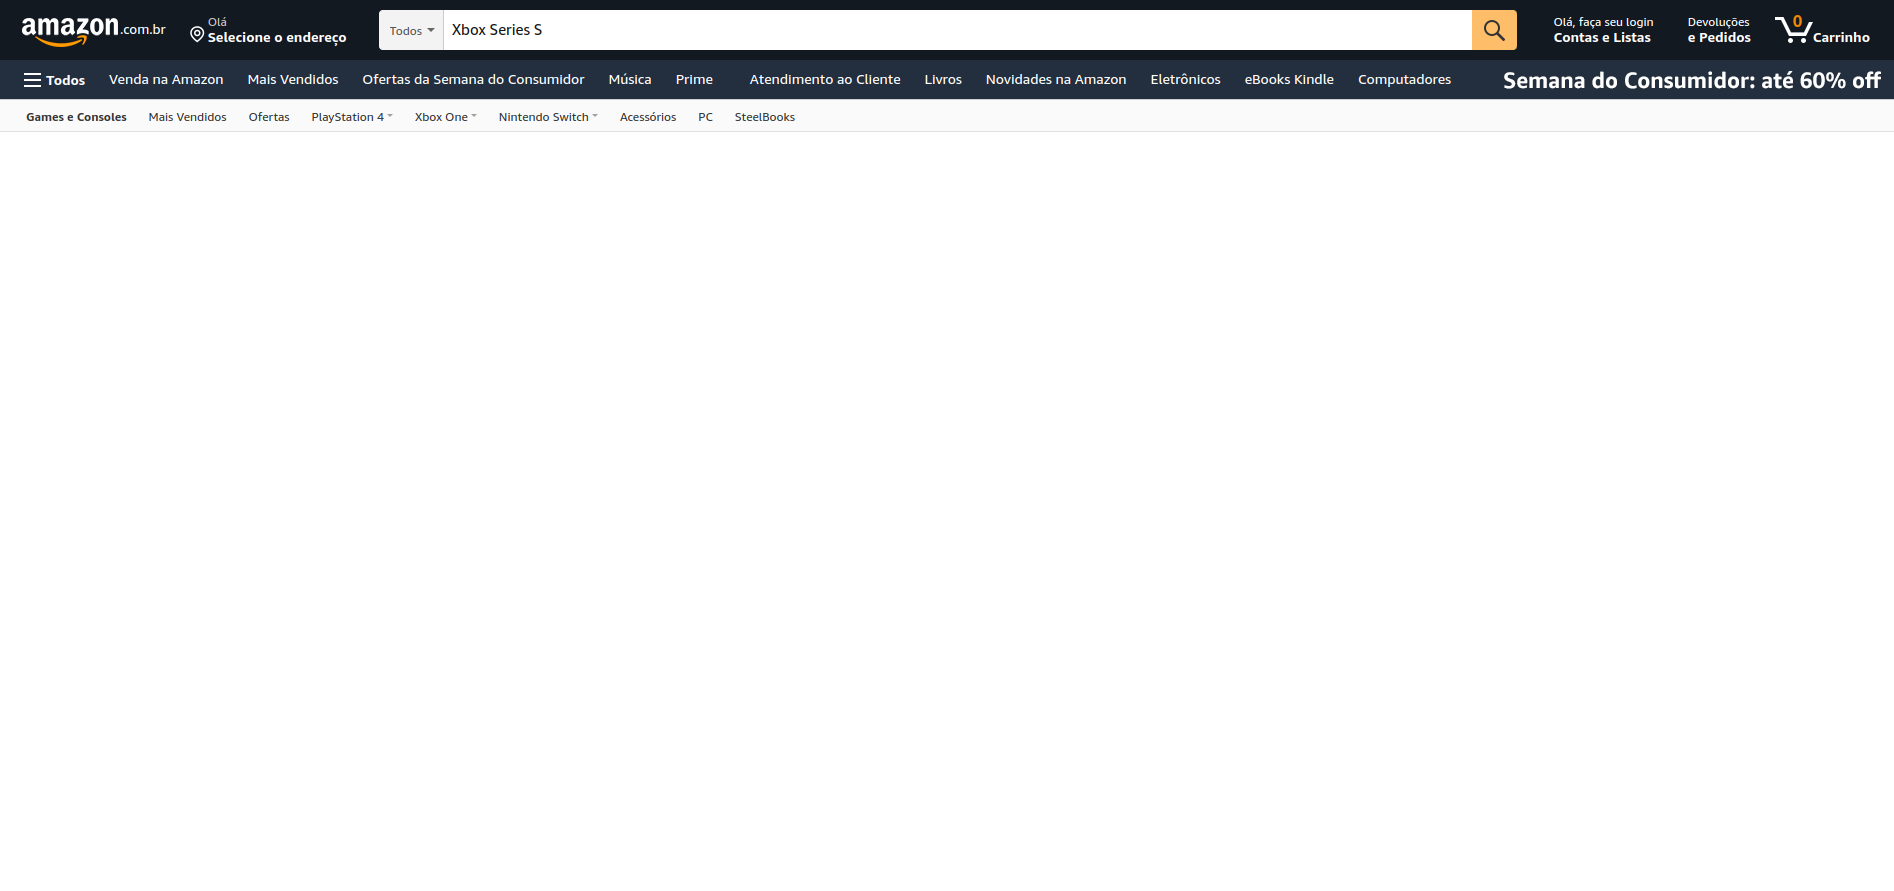 amazon.com.br
Olá
Selecione o endereço
Todos
Xbox Series S
Olá, faça seu login
Contas e Listas
Devoluções
e Pedidos
0
Carrinho
Todos
Venda na Amazon
Mais Vendidos
Ofertas da Semana do Consumidor
Música
Prime
Atendimento ao Cliente
Livros
Novidades na Amazon
Eletrônicos
eBooks Kindle
Computadores
Semana do Consumidor: até 60% off
Games e Consoles
Mais Vendidos
Ofertas
PlayStation 4
Xbox One
Nintendo Switch
Acessórios
PC
SteelBooks